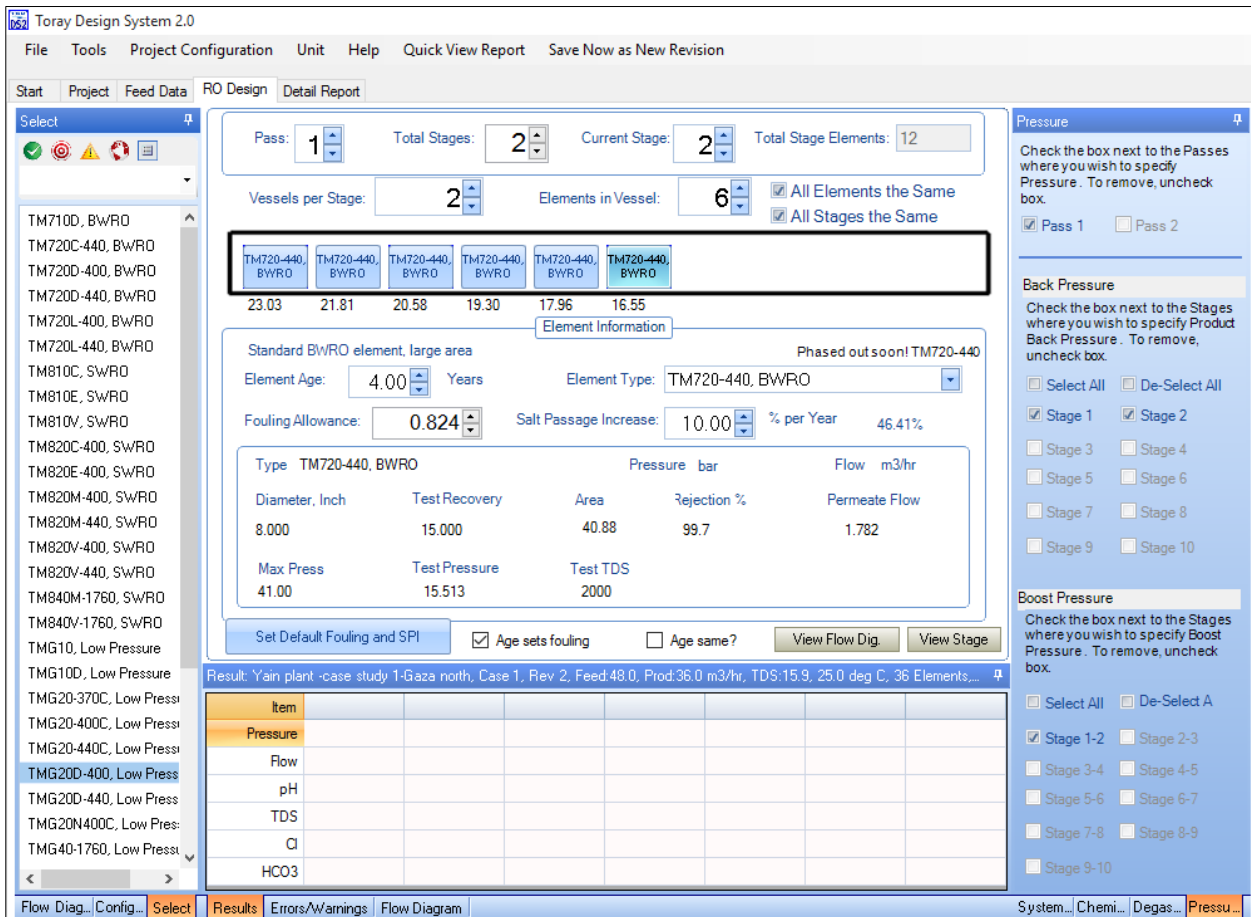 DS2 Toray Design System 2.0
File Tools Project Configuration Unit Help Quick View Report Save Now as New Revision
Start Project Feed Data RO Design Detail Report
Select
TM710D, BWRO
TM720C-440, BWRO
TM720D-400, BWRO
TM720D-440, BWRO
TM720L-400, BWRO
TM720L-440, BWRO
TM810C, SWRO
TM810E, SWRO
TM810V, SWRO
TM820C-400, SWRO
TM820E-400, SWRO
TM820M-400, SWRO
TM820M-440, SWRO
TM820V-400, SWRO
TM820V-440, SWRO
TM840M-1760, SWRO
TM840V-1760, SWRO
TMG10, Low Pressure
TMG10D, Low Pressure
TMG20-370C, Low Press
TMG20-400C, Low Press
TMG20-440C, Low Press
TMG20D-400, Low Press
TMG20D-440, Low Press
TMG20N400C, Low Pres
TMG40-1760, Low Press
Flow Diag... Config... Select
Pass: 1 Total Stages: 2 Current Stage: 2 Total Stage Elements: 12
Vessels per Stage: 2 Elements in Vessel: 6 All Elements the Same
All Stages the Same
TM720-440, TM720-440, TM720-440, TM720-440, TM720-440, TM720-440,
BWRO BWRO BWRO BWRO BWRO BWRO
23.03 21.81 20.58 19.30 17.96 16.55
Element Information
Standard BWRO element, large area Phased out soon! TM720-440
Element Age: 4.00 Years Element Type: TM720-440, BWRO
Fouling Allowance: 0.824 Salt Passage Increase: 10.00 % per Year 46.41%
Type TM720-440, BWRO Pressure bar Flow m3/hr
Diameter, Inch Test Recovery Area Rejection % Permeate Flow
8.000 15.000 40.88 99.7 1.782
Max Press Test Pressure Test TDS
41.00 15.513 2000
Set Default Fouling and SPI Age sets fouling Age same? View Flow Dig. View Stage
Result: Yain plant -case study 1-Gaza north, Case 1, Rev 2, Feed:48.0, Prod:36.0 m3/hr, TDS:15.9, 25.0 deg C, 36 Elements,...
Item
Pressure
Flow
pH
TDS
Cl
HCO3
Results Errors/Warnings Flow Diagram
Pressure
Check the box next to the Passes
where you wish to specify
Pressure . To remove, uncheck
box.
Pass 1 Pass 2
Back Pressure
Check the box next to the Stages
where you wish to specify Product
Back Pressure . To remove,
uncheck box.
Select All De-Select All
Stage 1 Stage 2
Stage 3 Stage 4
Stage 5 Stage 6
Stage 7 Stage 8
Stage 9 Stage 10
Boost Pressure
Check the box next to the Stages
where you wish to specify Boost
Pressure . To remove, uncheck
box.
Select All De-Select A
Stage 1-2 Stage 2-3
Stage 3-4 Stage 4-5
Stage 5-6 Stage 6-7
Stage 7-8 Stage 8-9
Stage 9-10
System... Chemi... Degas... Pressu...